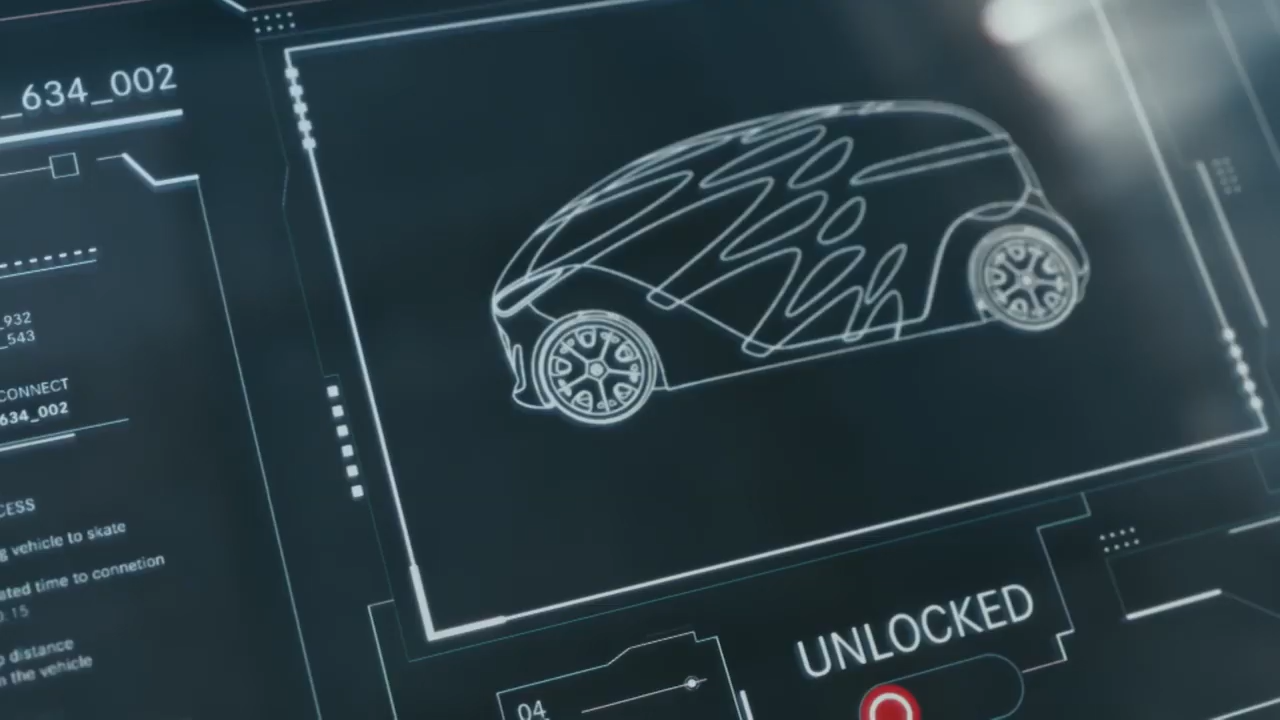 _634_002
_932
_543
CONNECT
634_002
CESS
g vehicle to skate
ated time to connetion
0:15
distance
n the vehicle
UNLOCKED
04